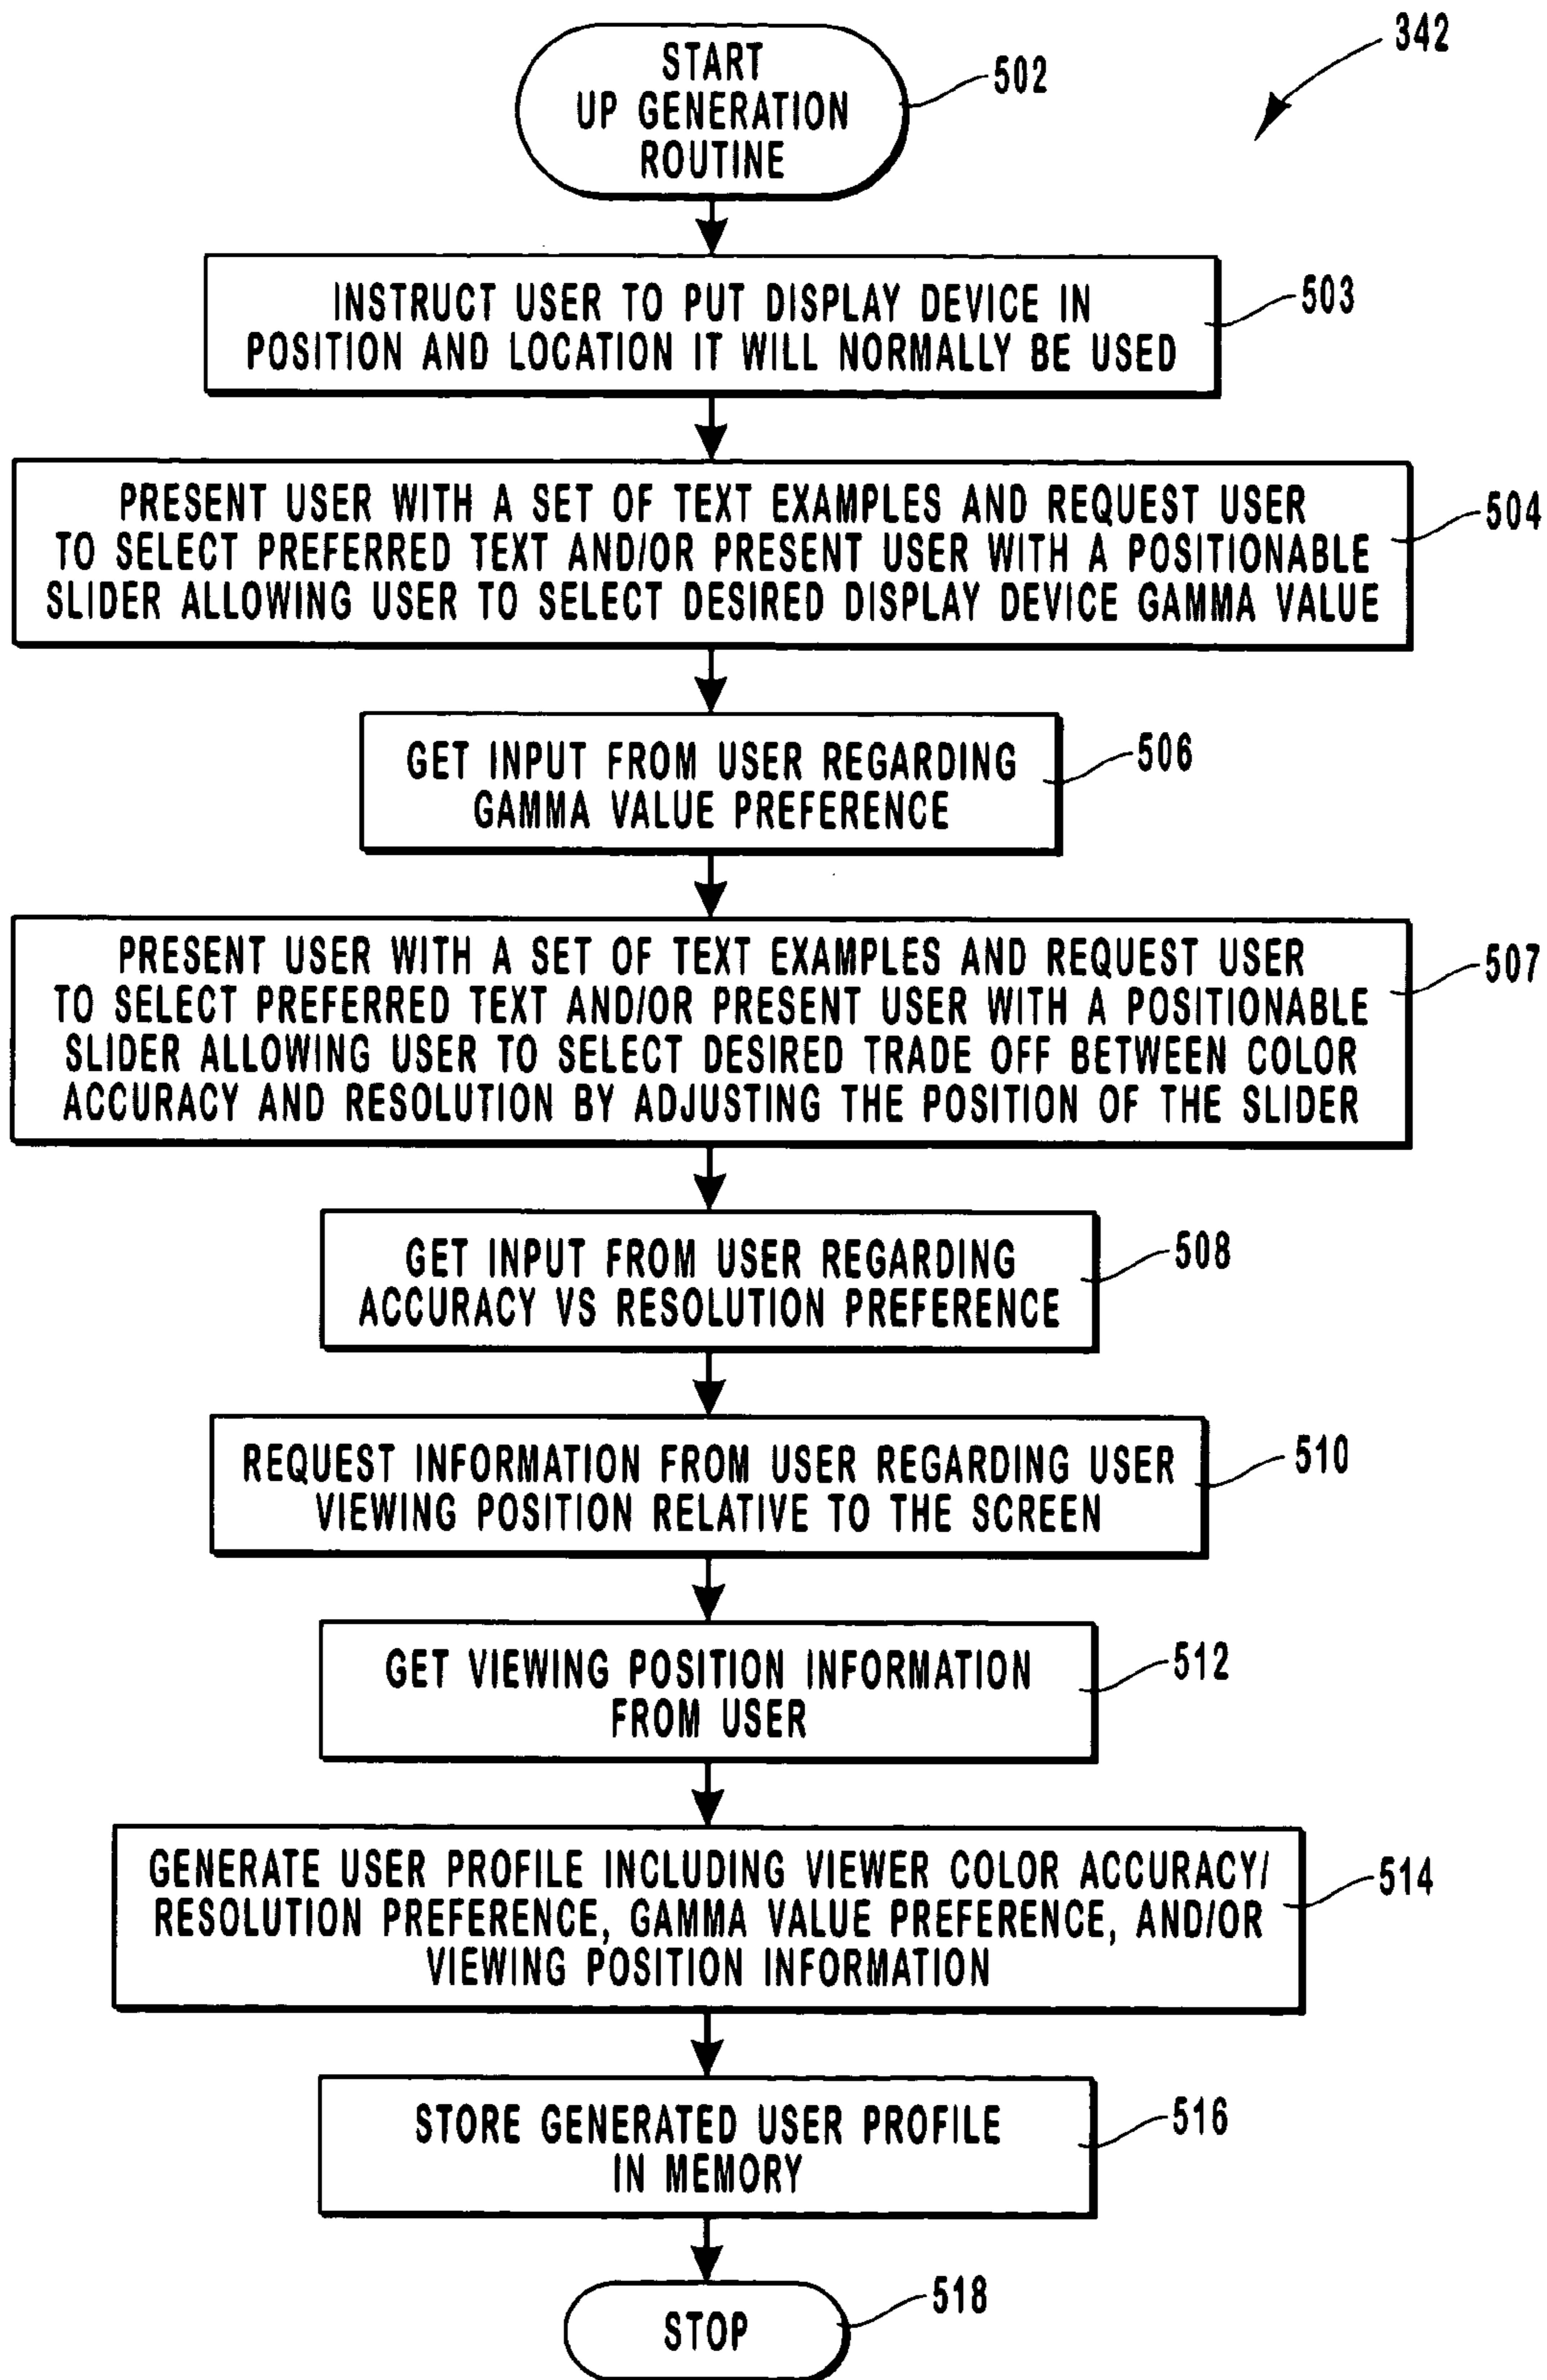 342
START
UP GENERATION
ROUTINE
502
INSTRUCT USER TO PUT DISPLAY DEVICE IN
POSITION AND LOCATION IT WILL NORMALLY BE USED
503
PRESENT USER WITH A SET OF TEXT EXAMPLES AND REQUEST USER
TO SELECT PREFERRED TEXT AND/OR PRESENT USER WITH A POSITIONABLE
SLIDER ALLOWING USER TO SELECT DESIRED DISPLAY DEVICE GAMMA VALUE
504
GET INPUT FROM USER REGARDING
GAMMA VALUE PREFERENCE
506
PRESENT USER WITH A SET OF TEXT EXAMPLES AND REQUEST USER
TO SELECT PREFERRED TEXT AND/OR PRESENT USER WITH A POSITIONABLE
SLIDER ALLOWING USER TO SELECT DESIRED TRADE OFF BETWEEN COLOR
ACCURACY AND RESOLUTION BY ADJUSTING THE POSITION OF THE SLIDER
507
GET INPUT FROM USER REGARDING
ACCURACY VS RESOLUTION PREFERENCE
508
REQUEST INFORMATION FROM USER REGARDING USER
VIEWING POSITION RELATIVE TO THE SCREEN
510
GET VIEWING POSITION INFORMATION
FROM USER
512
GENERATE USER PROFILE INCLUDING VIEWER COLOR ACCURACY/
RESOLUTION PREFERENCE, GAMMA VALUE PREFERENCE, AND/OR
VIEWING POSITION INFORMATION
514
STORE GENERATED USER PROFILE
IN MEMORY
516
STOP
518